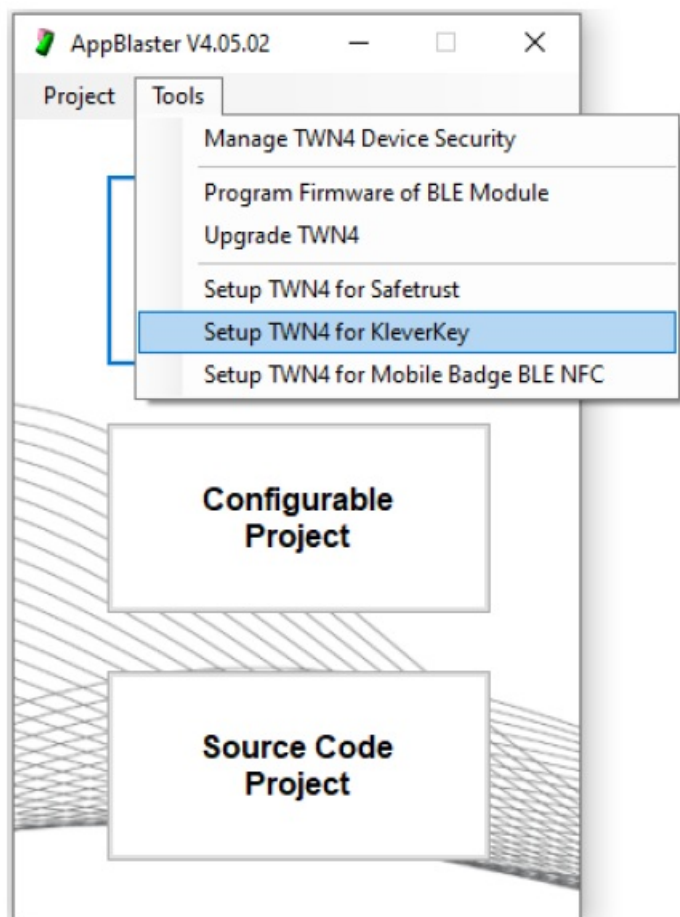 AppBlaster V4.05.02
Project Tools
Manage TWN4 Device Security
Program Firmware of BLE Module
Upgrade TWN4
Setup TWN4 for Safetrust
Setup TWN4 for KleverKey
Setup TWN4 for Mobile Badge BLE NFC
Configurable
Project
Source Code
Project